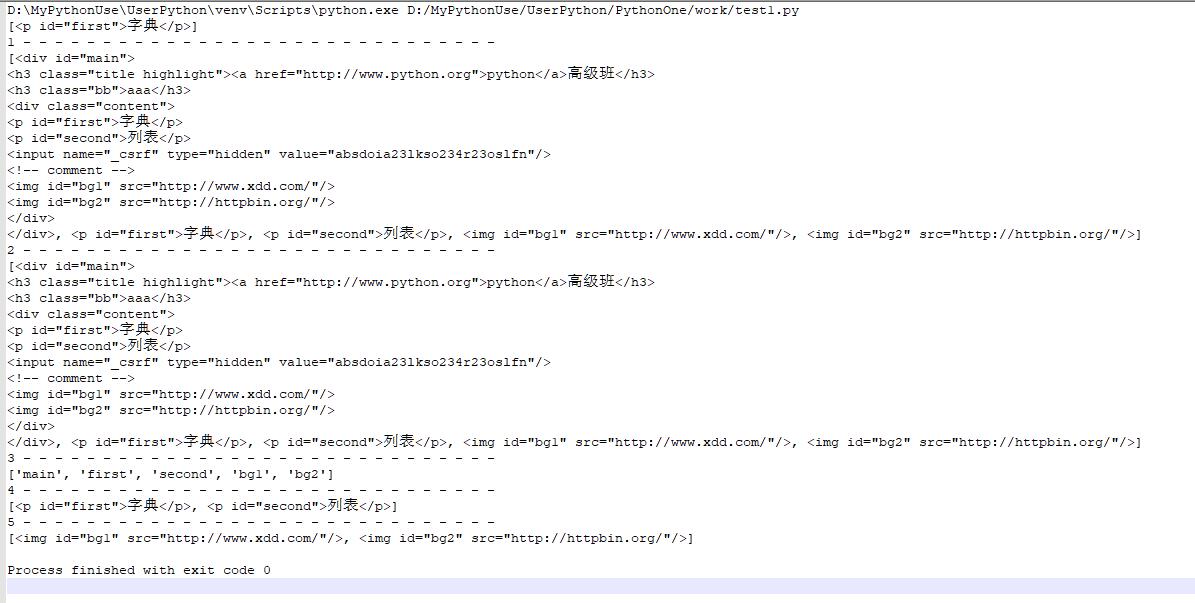 D:\MyPythonUse\UserPython\venv\Scripts\python.exe D:/MyPythonUse/UserPython/PythonOne/work/test1.py
[<p id="first">字典</p>]
1 - - - - - - - - - - - - - - - - - - - - - - - - - - - - - -
[<div id="main">
<h3 class="title highlight"><a href="http://www.python.org">python</a>高级班</h3>
<h3 class="bb">aaa</h3>
<div class="content">
<p id="first">字典</p>
<p id="second">列表</p>
<input name="_csrf" type="hidden" value="absdoia23lkso234r23oslfn"/>
<!-- comment -->
<img id="bg1" src="http://www.xdd.com/"/>
<img id="bg2" src="http://httpbin.org/"/>
</div>
</div>, <p id="first">字典</p>, <p id="second">列表</p>, <img id="bg1" src="http://www.xdd.com/"/>, <img id="bg2" src="http://httpbin.org/"/>]
2 - - - - - - - - - - - - - - - - - - - - - - - - - - - - - -
[<div id="main">
<h3 class="title highlight"><a href="http://www.python.org">python</a>高级班</h3>
<h3 class="bb">aaa</h3>
<div class="content">
<p id="first">字典</p>
<p id="second">列表</p>
<input name="_csrf" type="hidden" value="absdoia23lkso234r23oslfn"/>
<!-- comment -->
<img id="bg1" src="http://www.xdd.com/"/>
<img id="bg2" src="http://httpbin.org/"/>
</div>
</div>, <p id="first">字典</p>, <p id="second">列表</p>, <img id="bg1" src="http://www.xdd.com/"/>, <img id="bg2" src="http://httpbin.org/"/>]
3 - - - - - - - - - - - - - - - - - - - - - - - - - - - - - -
['main', 'first', 'second', 'bg1', 'bg2']
4 - - - - - - - - - - - - - - - - - - - - - - - - - - - - - -
[<p id="first">字典</p>, <p id="second">列表</p>]
5 - - - - - - - - - - - - - - - - - - - - - - - - - - - - - -
[<img id="bg1" src="http://www.xdd.com/"/>, <img id="bg2" src="http://httpbin.org/"/>]
Process finished with exit code 0